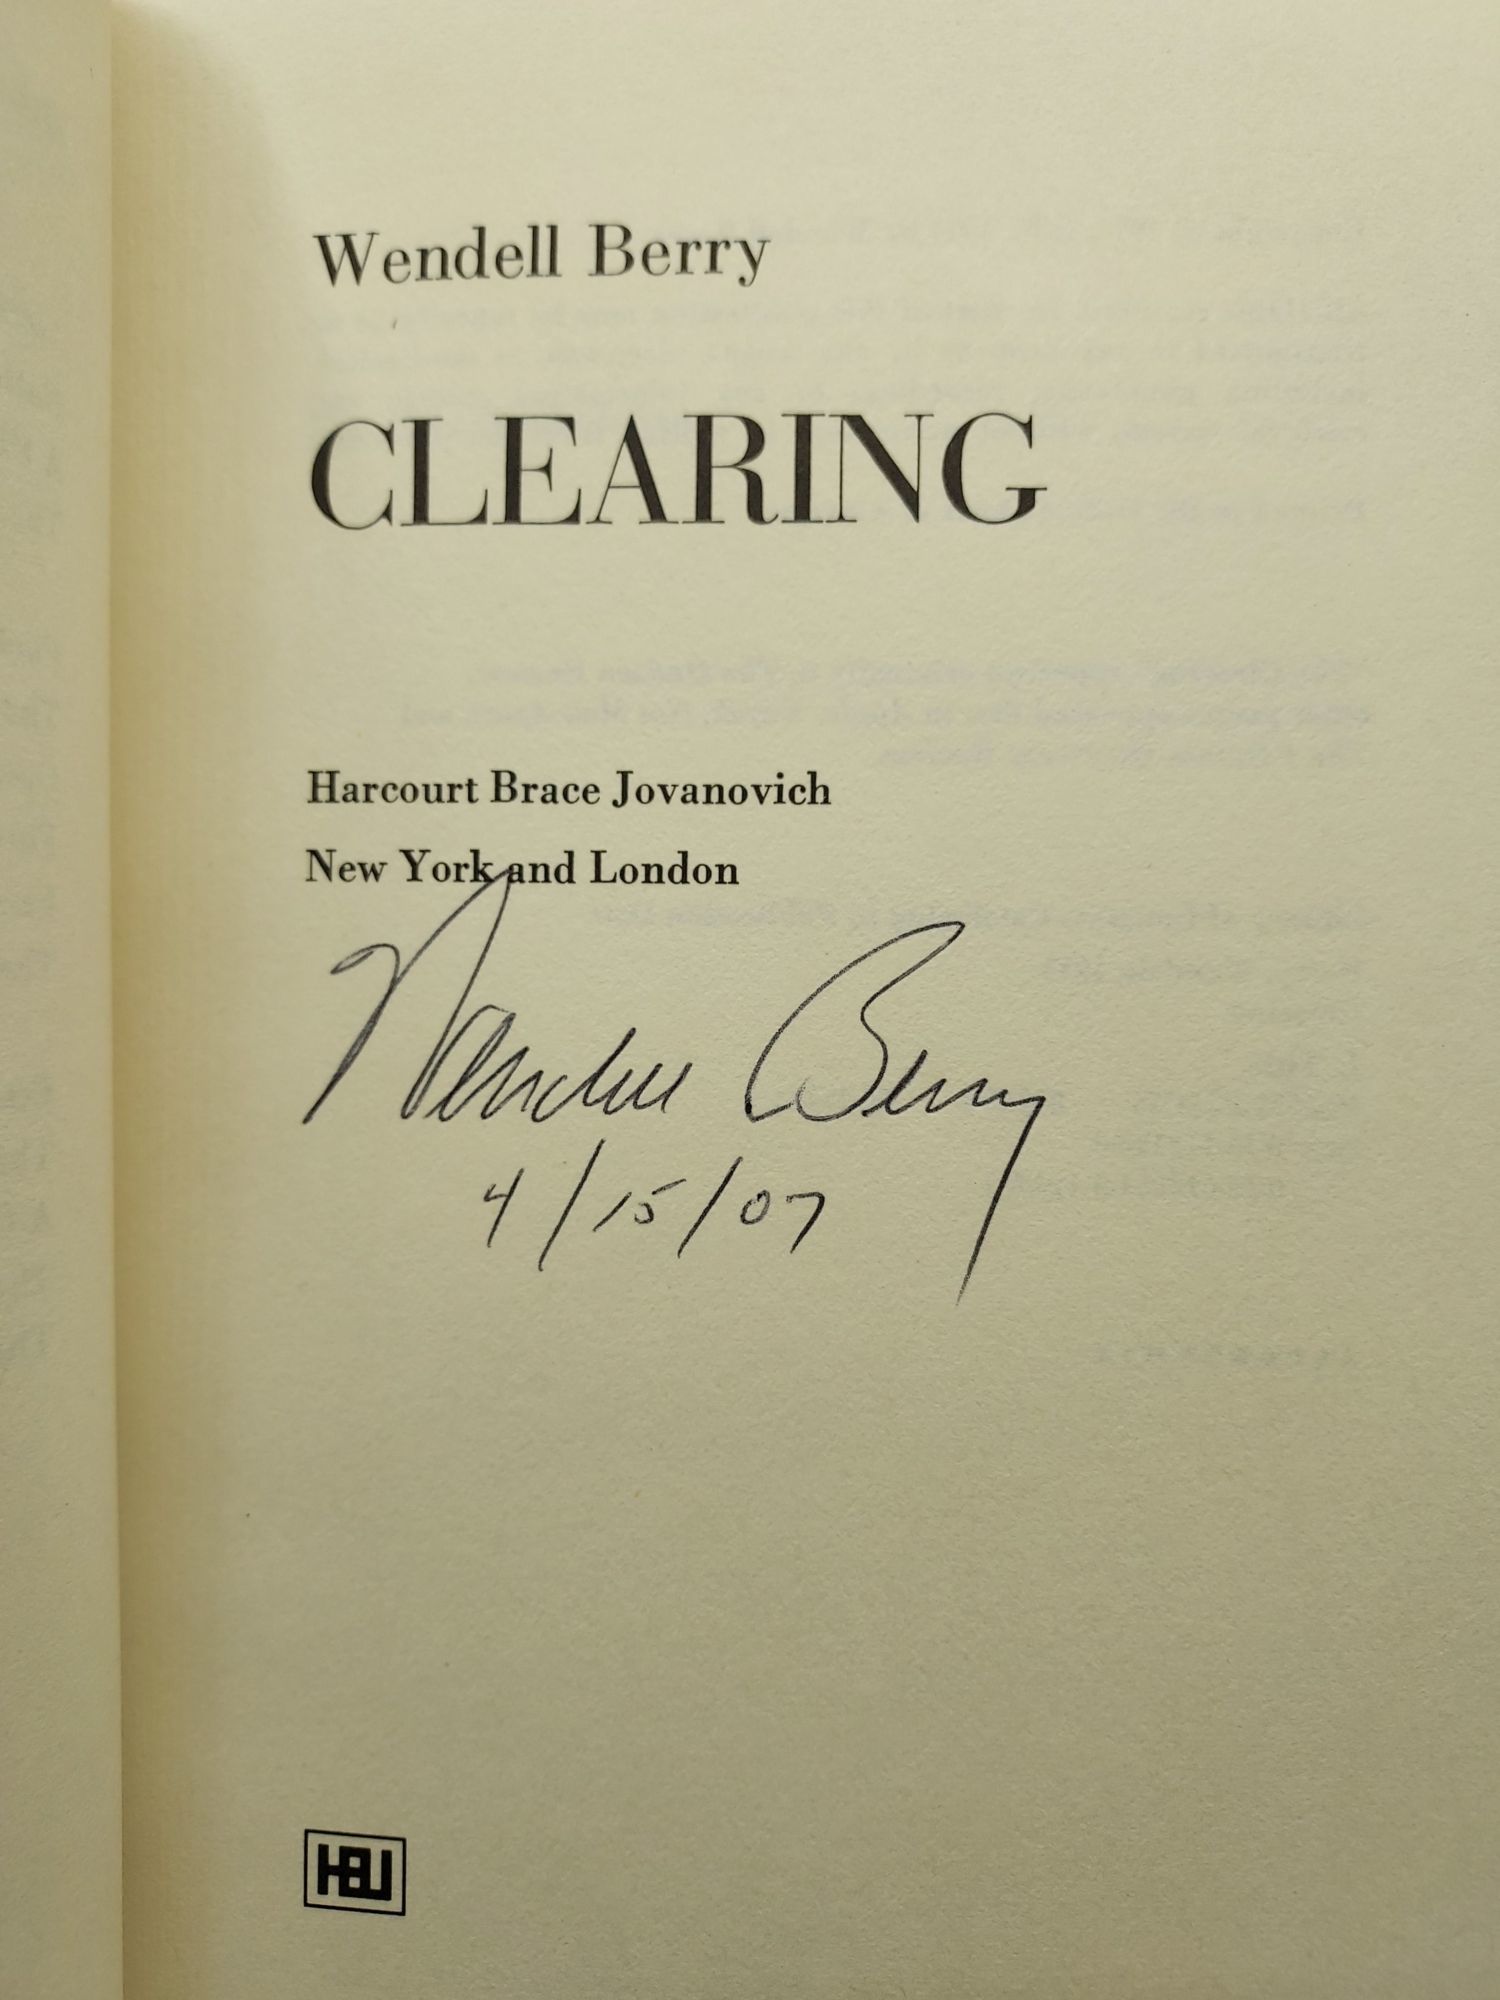 Wendell Berry
CLEARING
Harcourt Brace Jovanovich
New York and London
Wendell Berry
4/15/07
HBJ